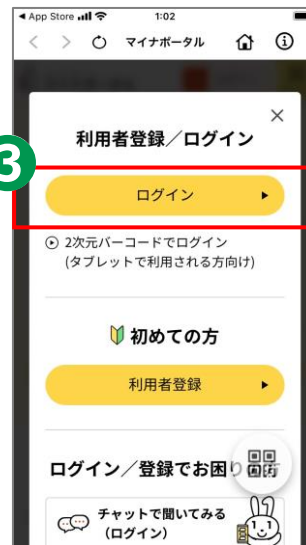 App Store
1:02
マイナポータル
3
利用者登録／ログイン
ログイン
2次元バーコードでログイン
(タブレットで利用される方向け)
初めての方
利用者登録
ログイン／登録でお困りの方
チャットで聞いてみる
(ログイン)